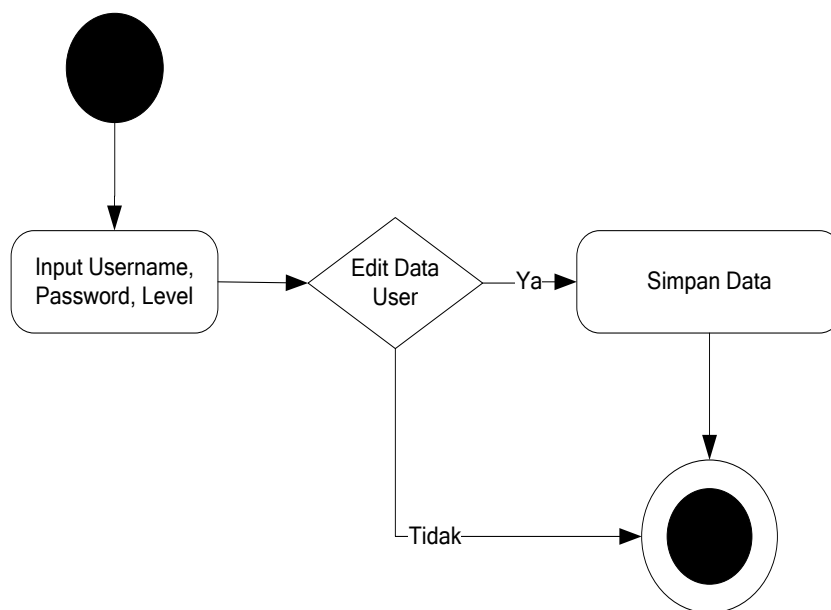 Input Username,
Password, Level
Edit Data
User
Ya
Simpan Data
Tidak